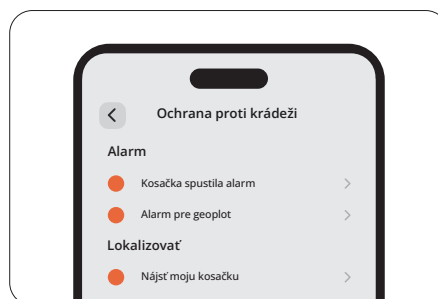 Ochrana proti krádeži
Alarm
Kosačka spustila alarm
Alarm pre geoplot
Lokalizovať
Nájsť moju kosačku